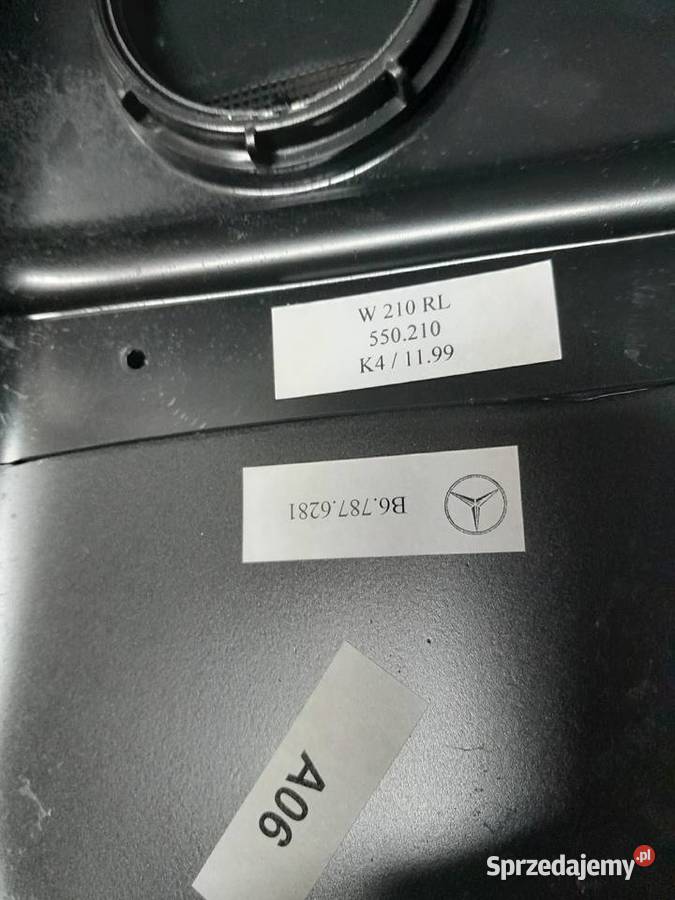 W 210 RL
550.210
K4 / 11.99
B6.787.6281
A06
Sprzedajemy.pl